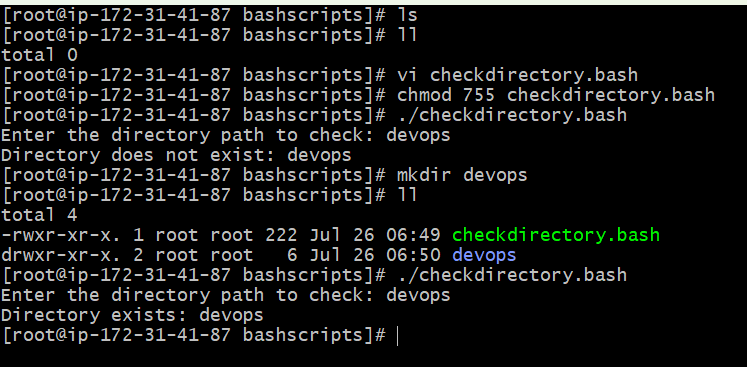 [root@ip-172-31-41-87 bashscripts]# ls
[root@ip-172-31-41-87 bashscripts]# ll
total 0
[root@ip-172-31-41-87 bashscripts]# vi checkdirectory.bash
[root@ip-172-31-41-87 bashscripts]# chmod 755 checkdirectory.bash
[root@ip-172-31-41-87 bashscripts]# ./checkdirectory.bash
Enter the directory path to check: devops
Directory does not exist: devops
[root@ip-172-31-41-87 bashscripts]# mkdir devops
[root@ip-172-31-41-87 bashscripts]# ll
total 4
-rwxr-xr-x. 1 root root 222 Jul 26 06:49 checkdirectory.bash
drwxr-xr-x. 2 root root   6 Jul 26 06:50 devops
[root@ip-172-31-41-87 bashscripts]# ./checkdirectory.bash
Enter the directory path to check: devops
Directory exists: devops
[root@ip-172-31-41-87 bashscripts]#